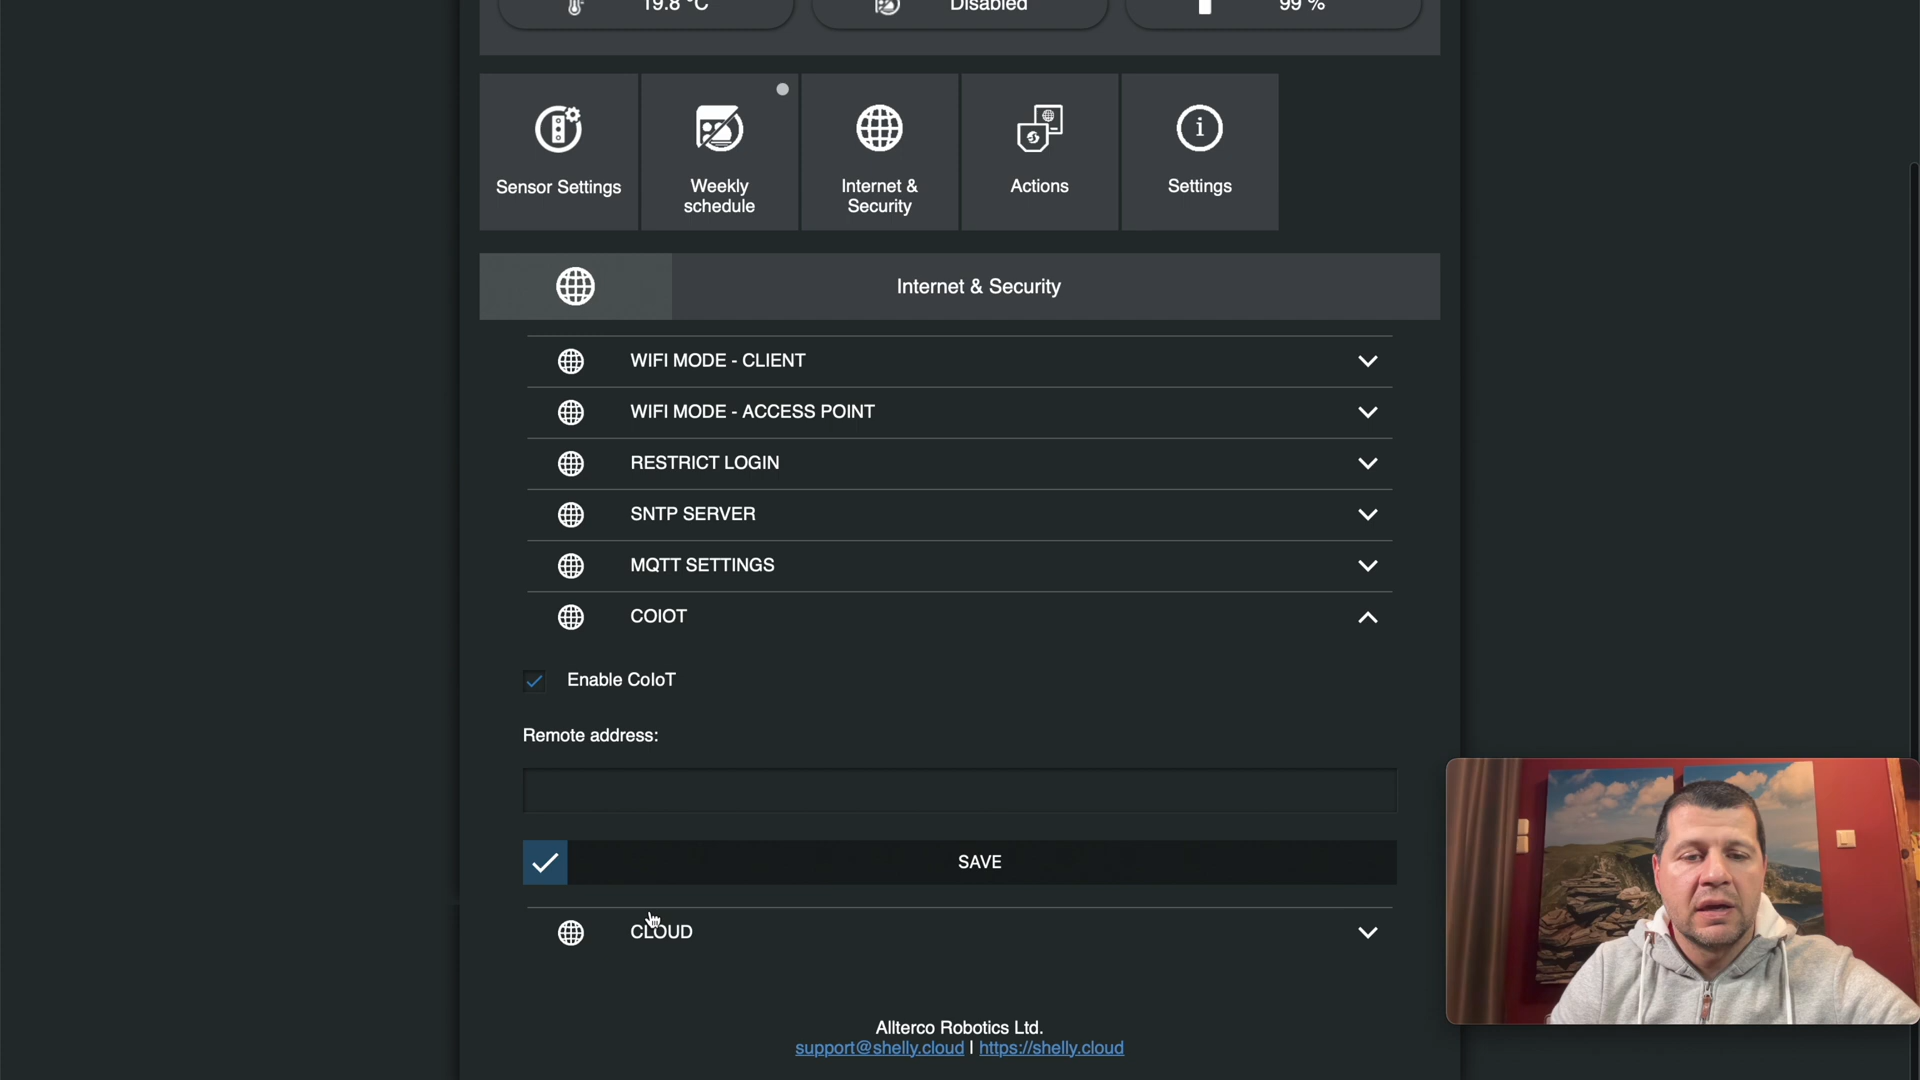 19.8 °C
Disabled
99 %
Sensor Settings
Weekly
schedule
Internet &
Security
Actions
Settings
Internet & Security
WIFI MODE - CLIENT
WIFI MODE - ACCESS POINT
RESTRICT LOGIN
SNTP SERVER
MQTT SETTINGS
COIOT
Enable CoIoT
Remote address:
SAVE
CLOUD
Allterco Robotics Ltd.
support@shelly.cloud | https://shelly.cloud